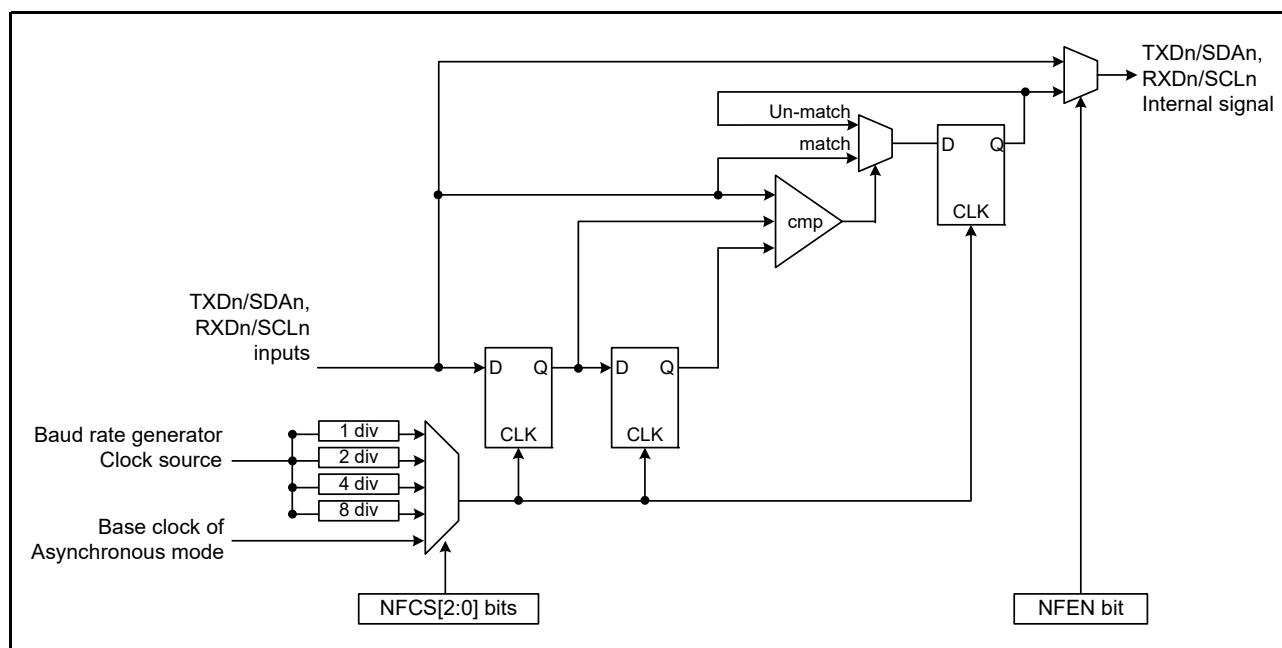 TXDn/SDAn,
RXDn/SCLn
Internal signal
Un-match
match
D
Q
CLK
cmp
TXDn/SDAn,
RXDn/SCLn
inputs
D
Q
CLK
D
Q
CLK
Baud rate generator
Clock source
1 div
2 div
4 div
8 div
Base clock of
Asynchronous mode
NFCS[2:0] bits
NFEN bit